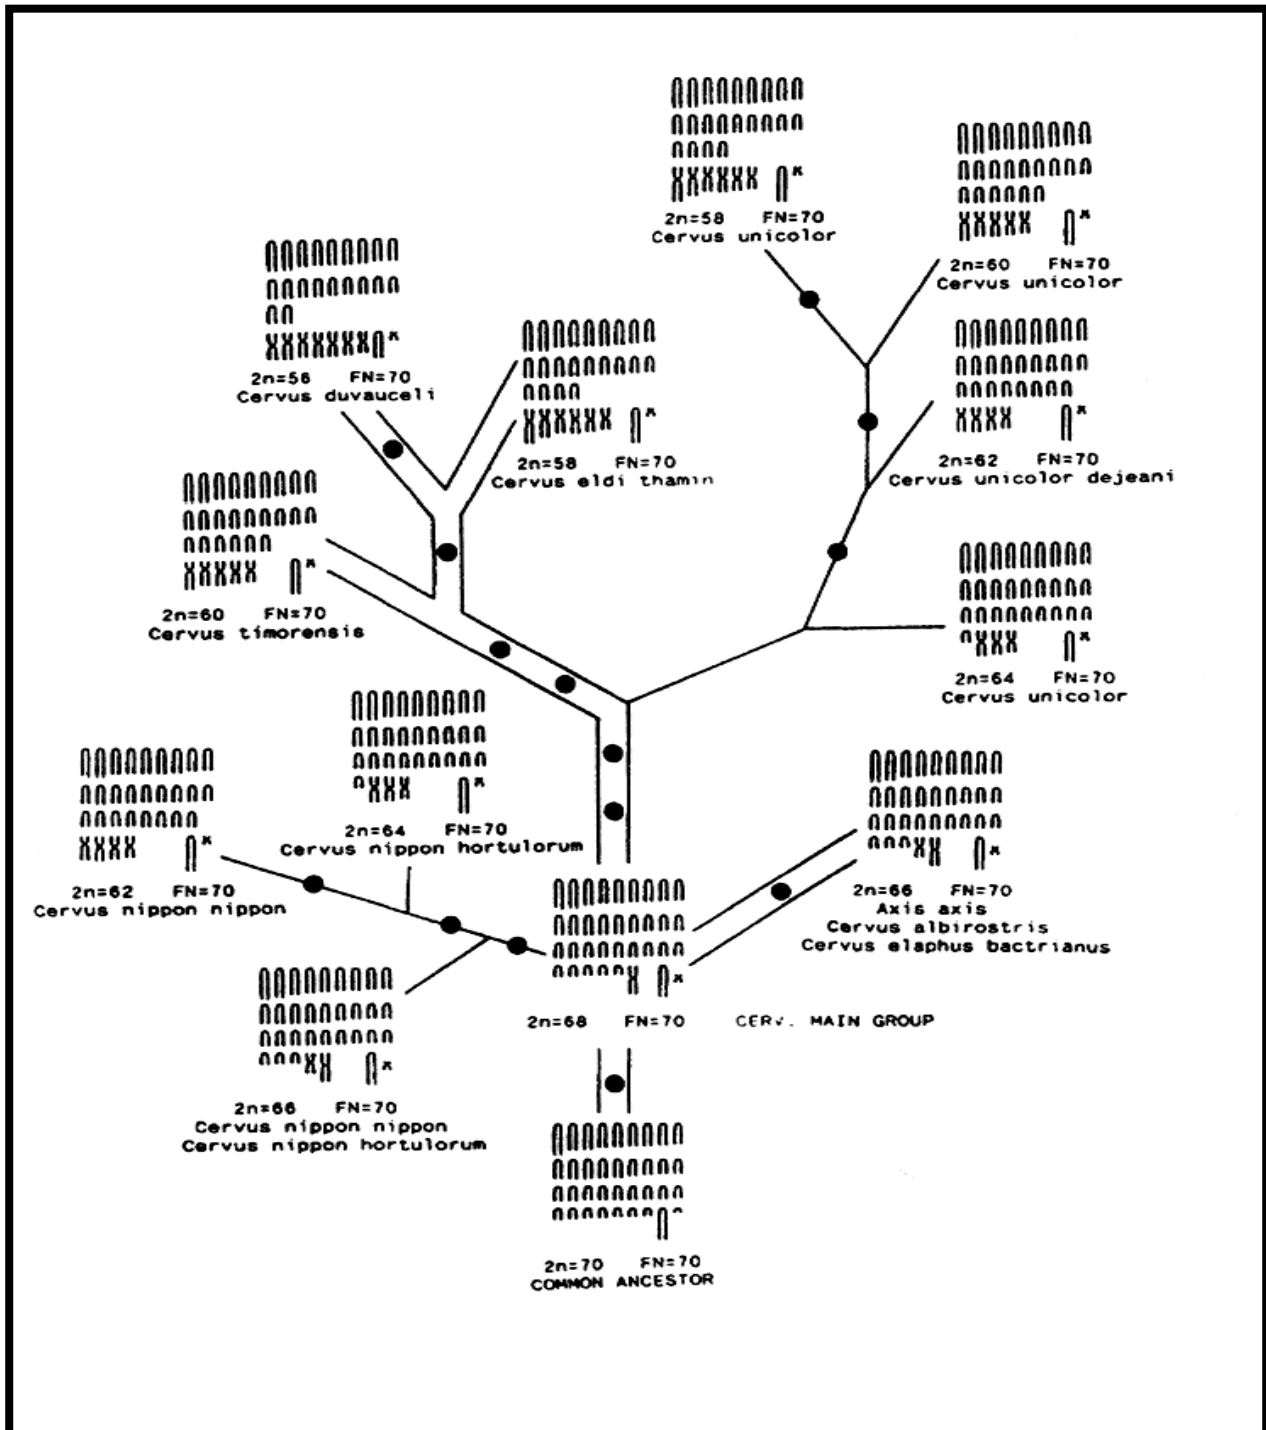 2n=58 FN=70
Cervus unicolor
2n=60 FN=70
Cervus unicolor
2n=56 FN=70
Cervus duvauceli
2n=58 FN=70
Cervus eldi thamin
2n=62 FN=70
Cervus unicolor dejeani
2n=60 FN=70
Cervus timorensis
2n=64 FN=70
Cervus unicolor
2n=64 FN=70
Cervus nippon hortulorum
2n=62 FN=70
Cervus nippon nippon
2n=66 FN=70
Axis axis
Cervus albirostris
Cervus elaphus bactrianus
2n=68 FN=70 CERV. MAIN GROUP
2n=66 FN=70
Cervus nippon nippon
Cervus nippon hortulorum
2n=70 FN=70
COMMON ANCESTOR